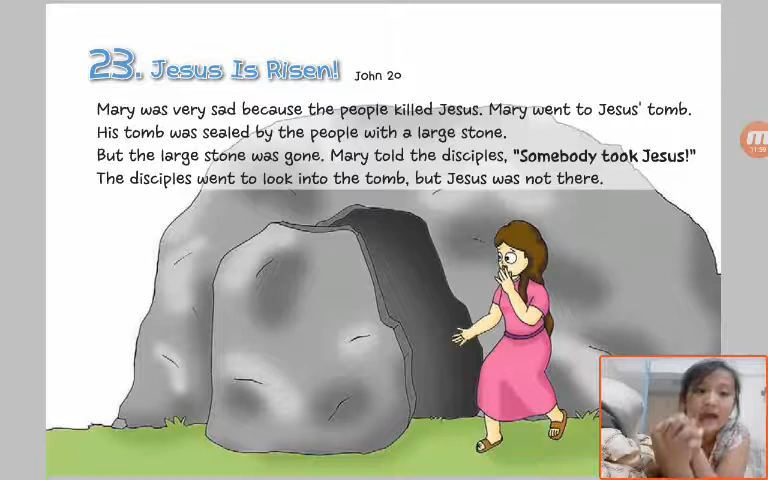 23. Jesus Is Risen! John 20
Mary was very sad because the people killed Jesus. Mary went to Jesus' tomb.
His tomb was sealed by the people with a large stone.
But the large stone was gone. Mary told the disciples, "Somebody took Jesus!"
The disciples went to look into the tomb, but Jesus was not there.
m
11:59